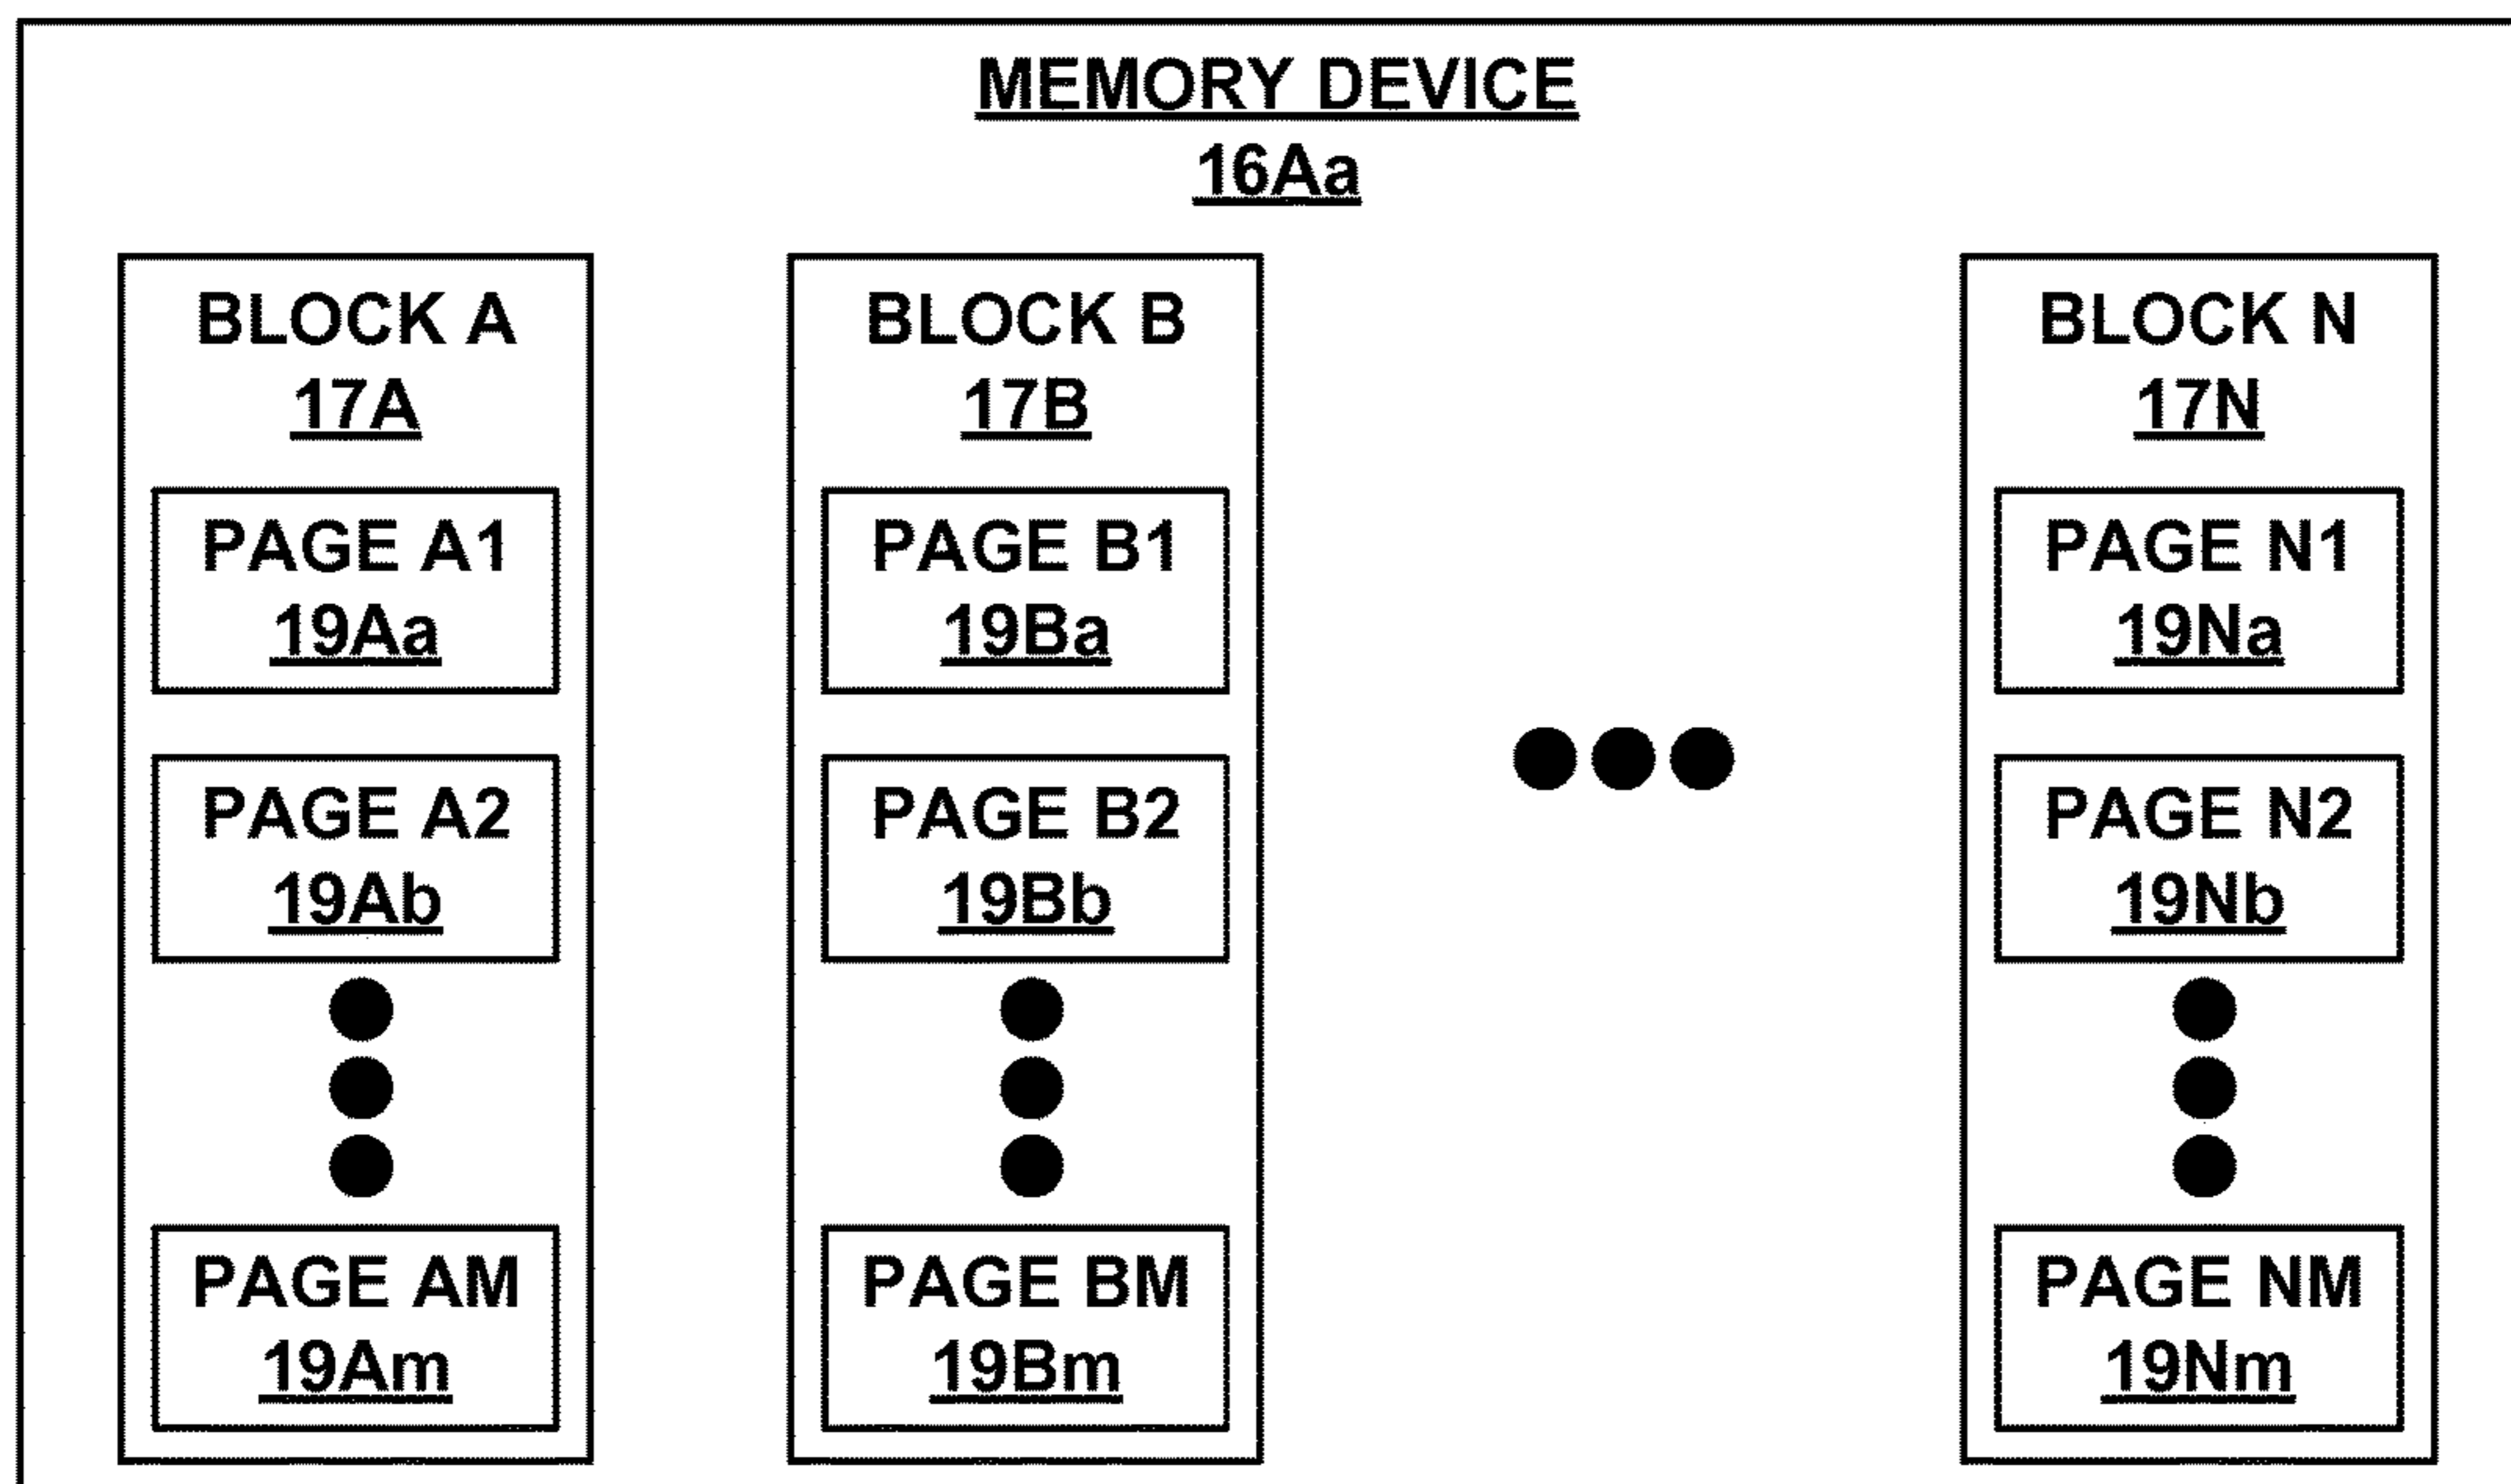 MEMORY DEVICE
16Aa
BLOCK A
17A
PAGE A1
19Aa
PAGE A2
19Ab
PAGE AM
19Am
BLOCK B
17B
PAGE B1
19Ba
PAGE B2
19Bb
PAGE BM
19Bm
BLOCK N
17N
PAGE N1
19Na
PAGE N2
19Nb
PAGE NM
19Nm